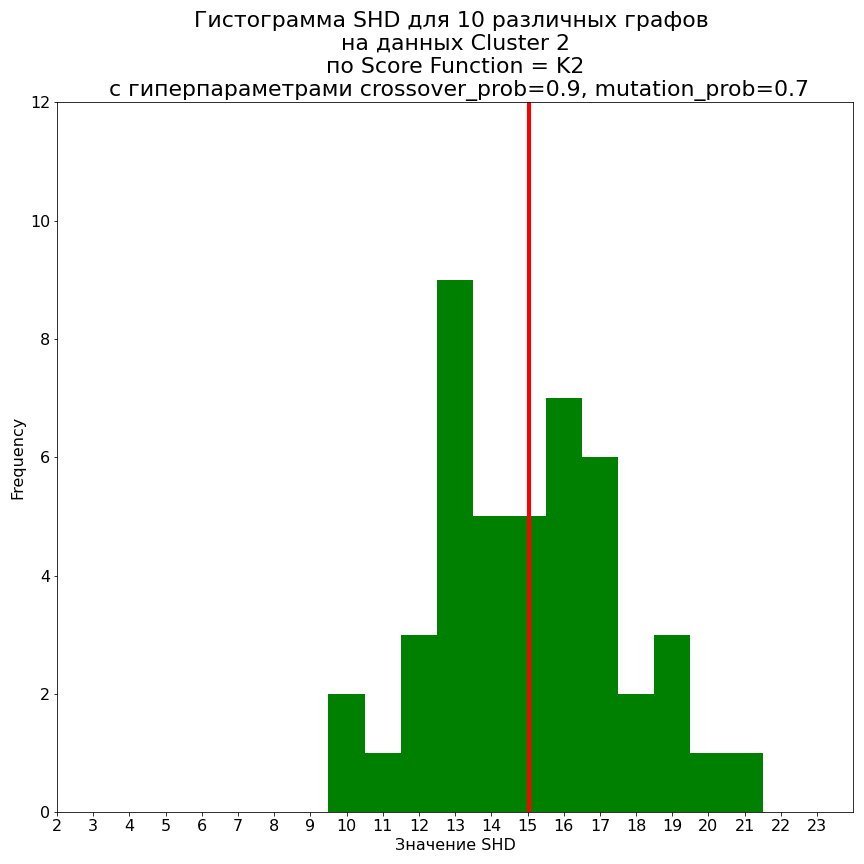 Гистограмма SHD для 10 различных графов
на данных Cluster 2
по Score Function = K2
с гиперпараметрами crossover_prob=0.9, mutation_prob=0.7
12
10
8
6
4
2
0
Frequency
2 3 4 5 6 7 8 9 10 11 12 13 14 15 16 17 18 19 20 21 22 23
Значение SHD